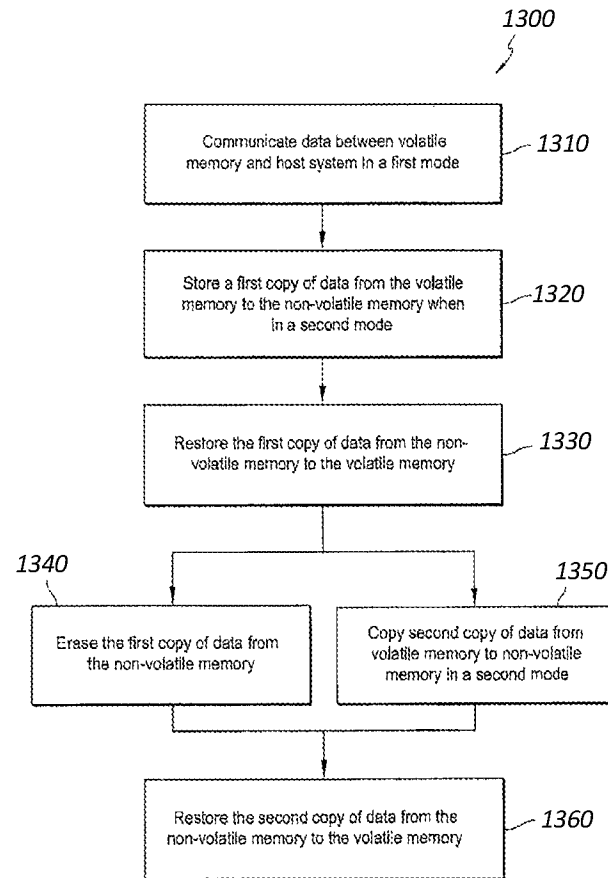 1300
Communicate data between volatile
memory and host system in a first mode
1310
Store a first copy of data from the volatile
memory to the non-volatile memory when
in a second mode
1320
Restore the first copy of data from the non-
volatile memory to the volatile memory
1330
1340
Erase the first copy of data from
the non-volatile memory
1350
Copy second copy of data from
volatile memory to non-volatile
memory in a second mode
Restore the second copy of data from the
non-volatile memory to the volatile memory
1360